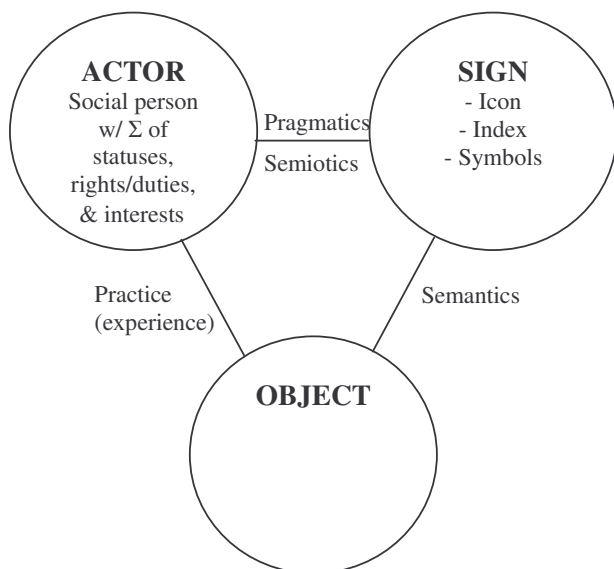 ACTOR
Social person
w/ Σ of
statuses,
rights/duties,
& interests
Pragmatics
Semiotics
SIGN
- Icon
- Index
- Symbols
Practice
(experience)
Semantics
OBJECT